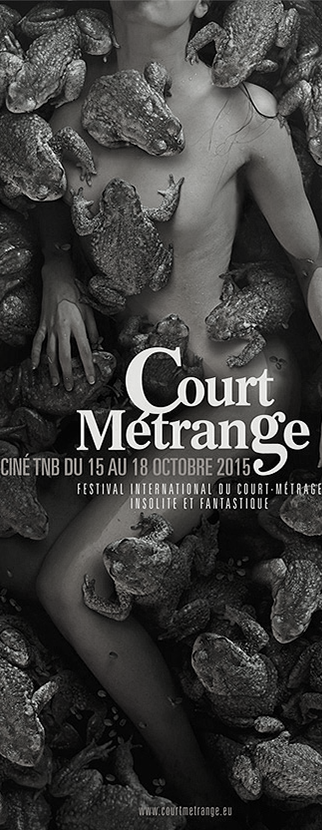 Court
Métrange
CINÉ TNB DU 15 AU 18 OCTOBRE 2015
FESTIVAL INTERNATIONAL DU COURT-MÉTRAGE
INSOLITE ET FANTASTIQUE
www.courtmetrange.eu